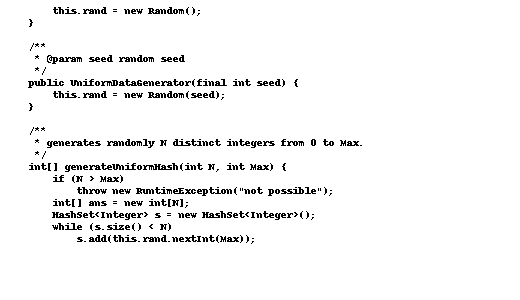 this.rand = new Random();
}
/**
* @param seed random seed
*/
public UniformDataGenerator(final int seed) {
this.rand = new Random(seed);
}
/**
* generates randomly N distinct integers from 0 to Max.
*/
int[] generateUniformHash(int N, int Max) {
if (N > Max)
throw new RuntimeException("not possible");
int[] ans = new int[N];
HashSet<Integer> s = new HashSet<Integer>();
while (s.size() < N)
s.add(this.rand.nextInt(Max));